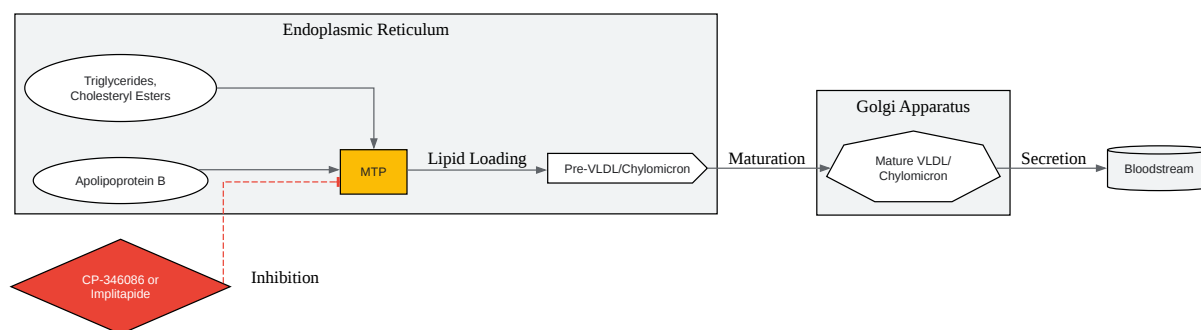 Endoplasmic Reticulum
Triglycerides,
Cholesteryl Esters
Golgi Apparatus
Apolipoprotein B
MTP
Lipid Loading
Pre-VLDL/Chylomicron
Maturation
Mature VLDL/
Chylomicron
Secretion
Bloodstream
CP-346086 or
Implitapide
Inhibition